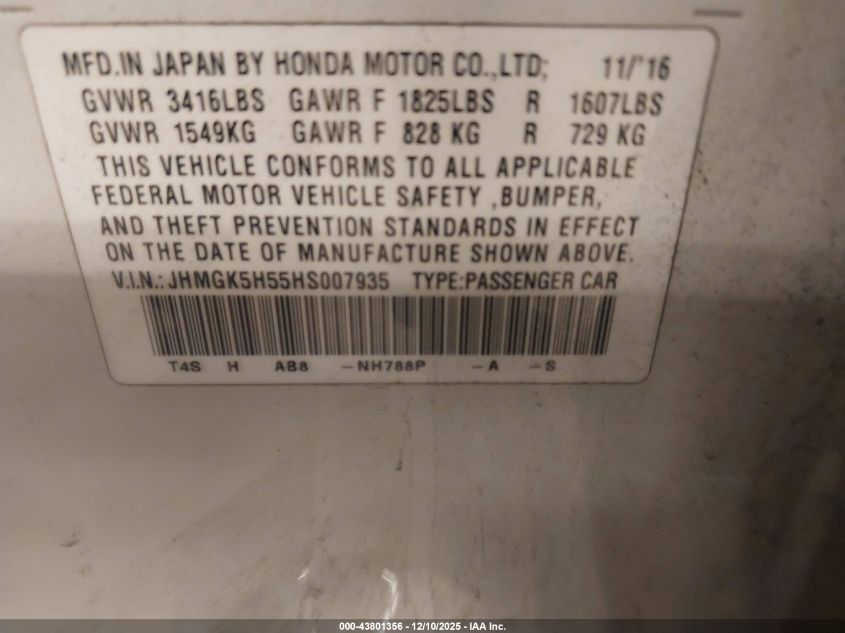 MFD.IN JAPAN BY HONDA MOTOR CO.,LTD; 11/'16
GVWR 3416LBS GAWR F 1825LBS R 1607LBS
GVWR 1549KG GAWR F 828 KG R 729 KG
THIS VEHICLE CONFORMS TO ALL APPLICABLE
FEDERAL MOTOR VEHICLE SAFETY ,BUMPER,
AND THEFT PREVENTION STANDARDS IN EFFECT
ON THE DATE OF MANUFACTURE SHOWN ABOVE.
V.I.N.: JHMGK5H55HS007935 TYPE:PASSENGER CAR
T4S H AB8 -NH788P -A -S
000-43801356 - 12/10/2025 - IAA Inc.